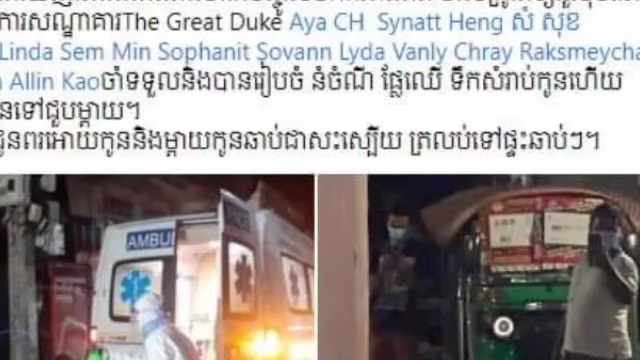 ការសណ្ឋាគារThe Great Duke Aya CH Synatt Heng សំ សុខ
Linda Sem Min Sophanit Sovann Lyda Vanly Chray Raksmeycha
Allin Kaoចាំទទួលនិងបានរៀបចំ នំចំណី ផ្លែឈើ ទឹកសំរាប់កូនហើយ
នទៅជួបម្ដាយ។
ជូនពរអោយកូននិងម្ដាយកូនឆាប់ជាសះស្បើយ ត្រលប់ទៅផ្ទះឆាប់ៗ។
AMBU